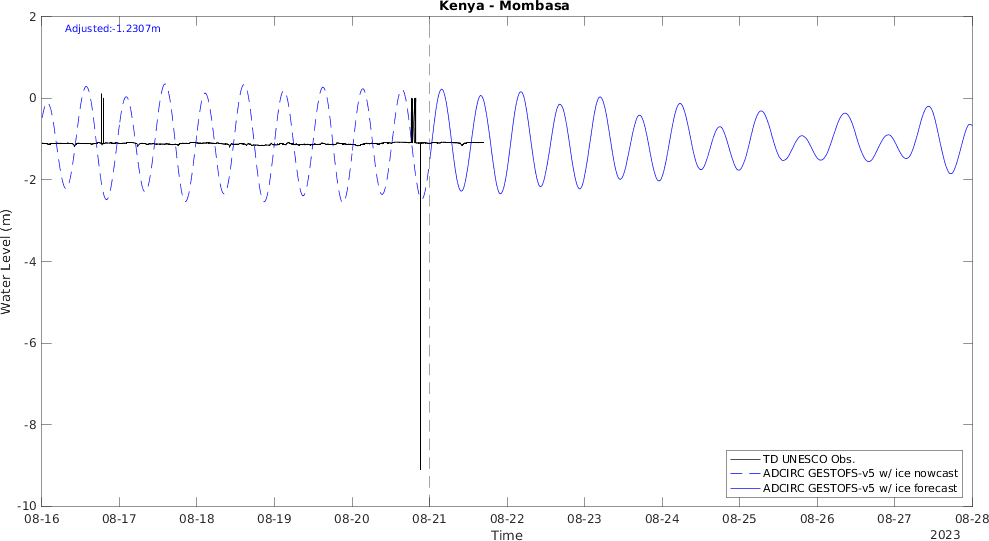 Kenya - Mombasa
Adjusted:-1.2307m
2
0
-2
-4
-6
-8
-10
Water Level (m)
TD UNESCO Obs.
ADCIRC GESTOFS-v5 w/ ice nowcast
ADCIRC GESTOFS-v5 w/ ice forecast
08-16 08-17 08-18 08-19 08-20 08-21 08-22 08-23 08-24 08-25 08-26 08-27 08-28
Time
2023